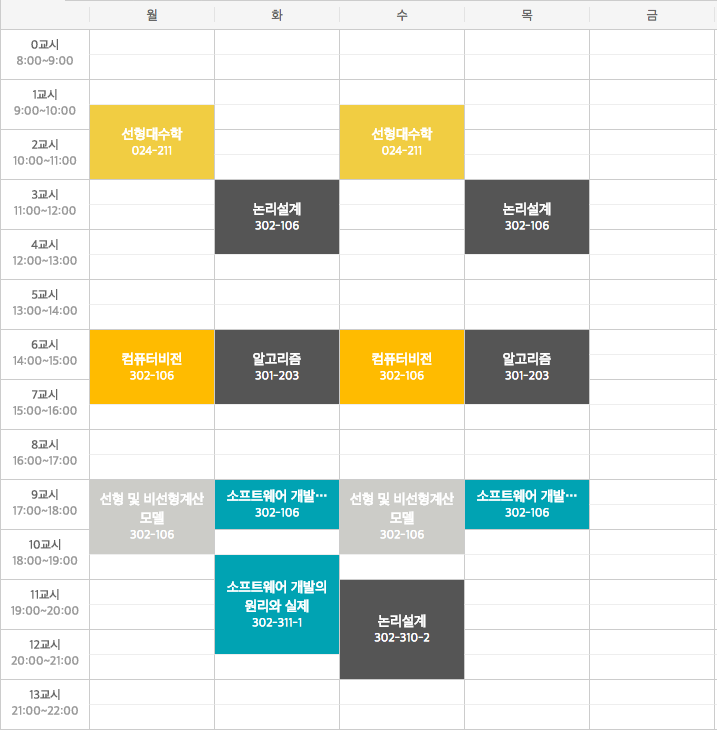 월 화 수 목 금
0교시
8:00~9:00
1교시
9:00~10:00
선형대수학 선형대수학
2교시
024-211 024-211
10:00~11:00
3교시
11:00~12:00
논리설계 논리설계
302-106 302-106
4교시
12:00~13:00
5교시
13:00~14:00
6교시
14:00~15:00
컴퓨터비전 알고리즘 컴퓨터비전 알고리즘
302-106 301-203 302-106 301-203
7교시
15:00~16:00
8교시
16:00~17:00
9교시
17:00~18:00
선형 및 비선형계산 소프트웨어 개발… 선형 및 비선형계산 소프트웨어 개발…
모델 302-106 모델 302-106
302-106 302-106
10교시
18:00~19:00
소프트웨어 개발의
11교시
원리와 실제
19:00~20:00
302-311-1
논리설계
302-310-2
12교시
20:00~21:00
13교시
21:00~22:00